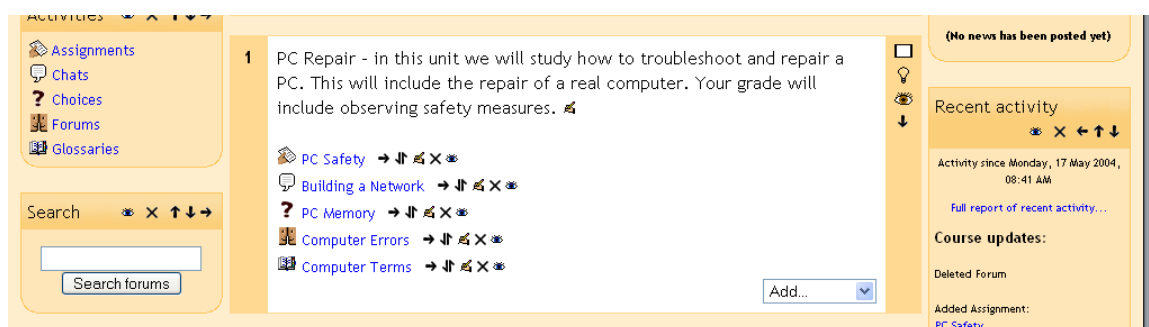 Activities
Assignments
Chats
Choices
Forums
Glossaries
Search
Search forums
1
PC Repair - in this unit we will study how to troubleshoot and repair a
PC. This will include the repair of a real computer. Your grade will
include observing safety measures.
PC Safety
Building a Network
PC Memory
Computer Errors
Computer Terms
Add...
(No news has been posted yet)
Recent activity
Activity since Monday, 17 May 2004,
08:41 AM
Full report of recent activity...
Course updates:
Deleted Forum
Added Assignment:
PC Safety